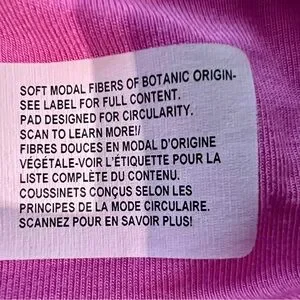 SOFT MODAL FIBERS OF BOTANIC ORIGIN-
SEE LABEL FOR FULL CONTENT.
PAD DESIGNED FOR CIRCULARITY.
SCAN TO LEARN MORE!/
FIBRES DOUCES EN MODAL D'ORIGINE
VÉGÉTALE-VOIR L'ÉTIQUETTE POUR LA
LISTE COMPLÈTE DU CONTENU.
COUSSINETS CONÇUS SELON LES
PRINCIPES DE LA MODE CIRCULAIRE.
SCANNEZ POUR EN SAVOIR PLUS!